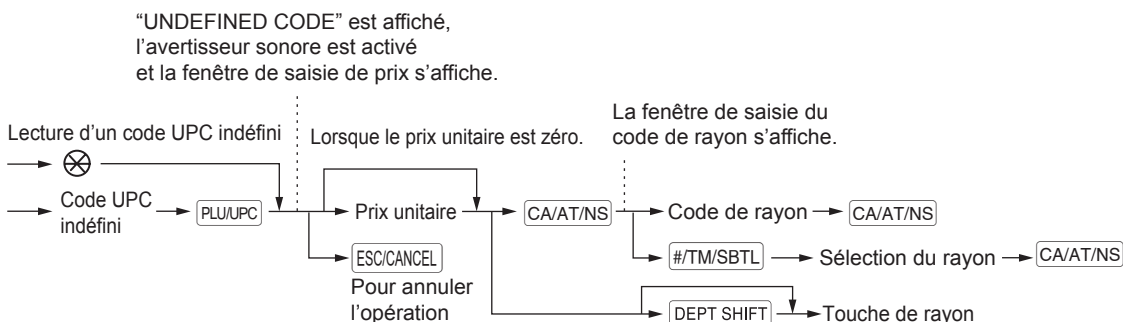 “UNDEFINED CODE” est affiché,
l’avertisseur sonore est activé
et la fenêtre de saisie de prix s’affiche.
La fenêtre de saisie du
code de rayon s’affiche.
Lecture d’un code UPC indéfini
Lorsque le prix unitaire est zéro.
Code UPC
indéfini
PLU/UPC
Prix unitaire
CA/AT/NS
Code de rayon
CA/AT/NS
ESC/CANCEL
Pour annuler
l’opération
#/TM/SBTL
Sélection du rayon
CA/AT/NS
DEPT SHIFT
Touche de rayon